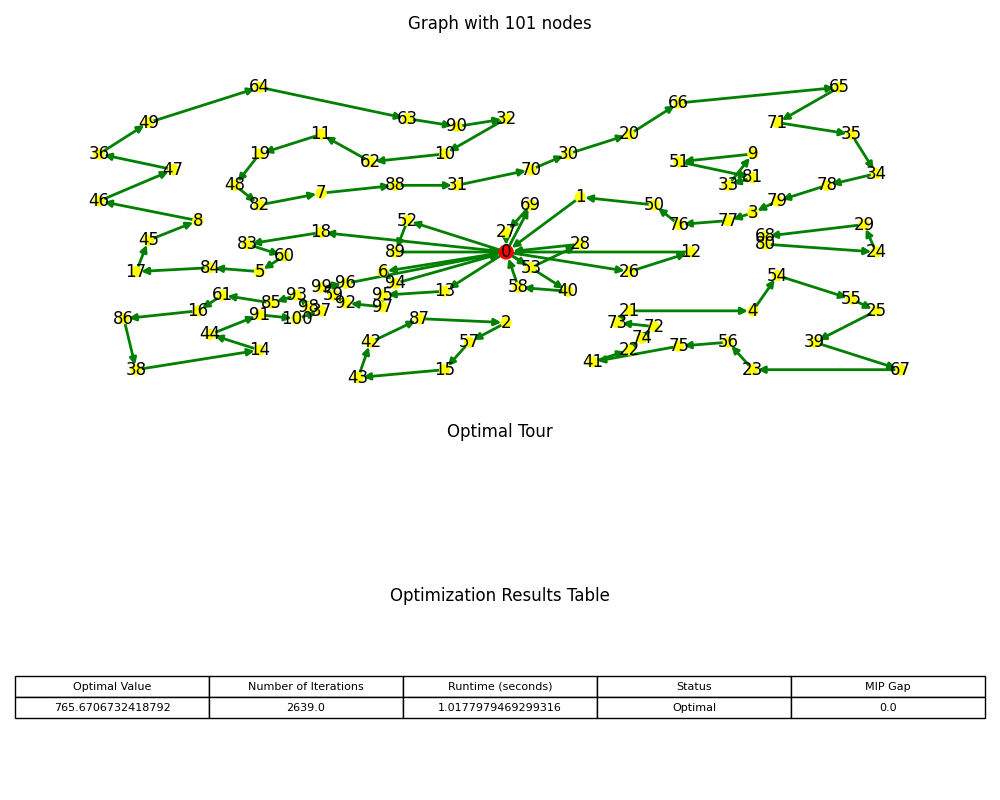 Graph with 101 nodes
64 65
66
49 63 90 32 71
11 20 35
36 19 62 10 30 51 9
47 70 34
48 7 88 31 33 81 78
46 82 69 1 50 79
8 52 3
18 27 76 77 29
45 83 28 68
60 89 0 12 80 24
17 84 5 6 53 26
99 96 94 54
61 93 59 95 13 58 40
85 92 55
16 98 37 97 21 4 25
86 91 100 87 2 73 72
44 42 57 74 56 39
14 22 75
38 43 15 41 23 67
Optimal Tour
Optimization Results Table
Optimal Value Number of Iterations Runtime (seconds) Status MIP Gap
765.6706732418792 2639.0 1.0177979469299316 Optimal 0.0